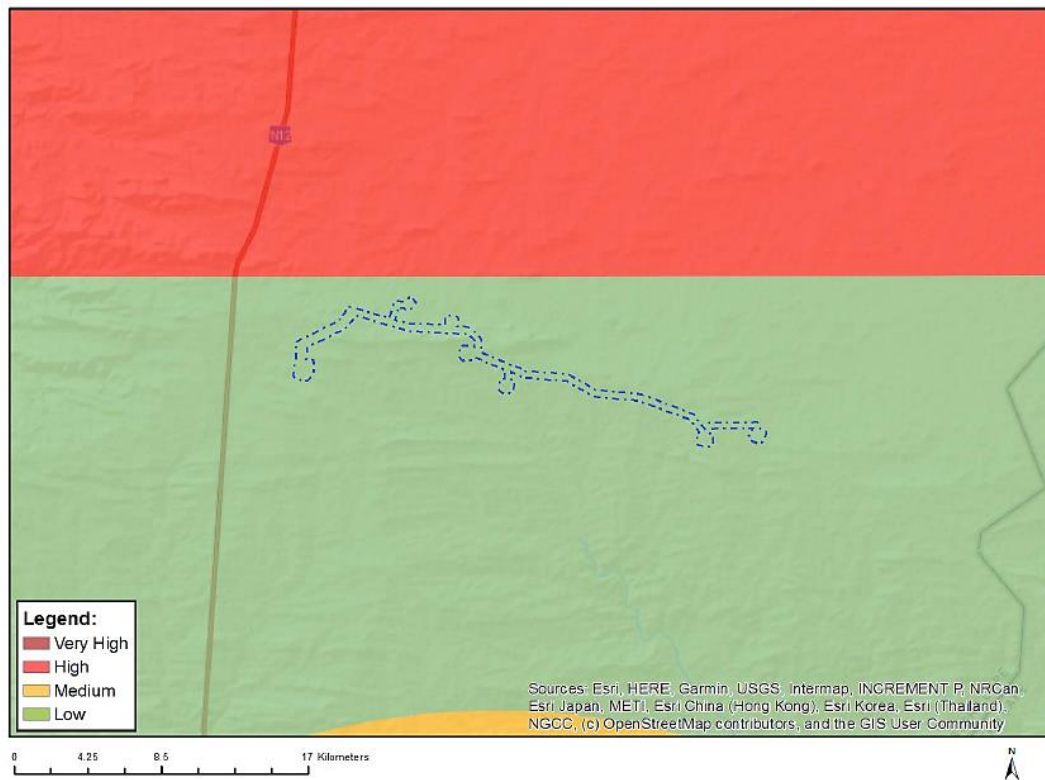 N12
Legend:
Very High
High
Medium
Low
Sources: Esri, HERE, Garmin, USGS, Intermap, INCREMENT P, NRCan,
Esri Japan, METI, Esri China (Hong Kong), Esri Korea, Esri (Thailand),
NGCC, (c) OpenStreetMap contributors, and the GIS User Community
0 4.25 8.5 17 Kilometers
N